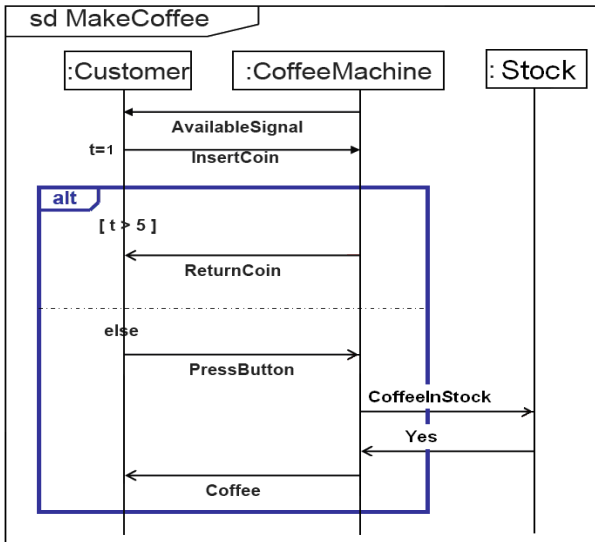 sd MakeCoffee
:Customer
:CoffeeMachine
: Stock
AvailableSignal
t=1
InsertCoin
alt
[ t > 5 ]
ReturnCoin
else
PressButton
CoffeeInStock
Yes
Coffee